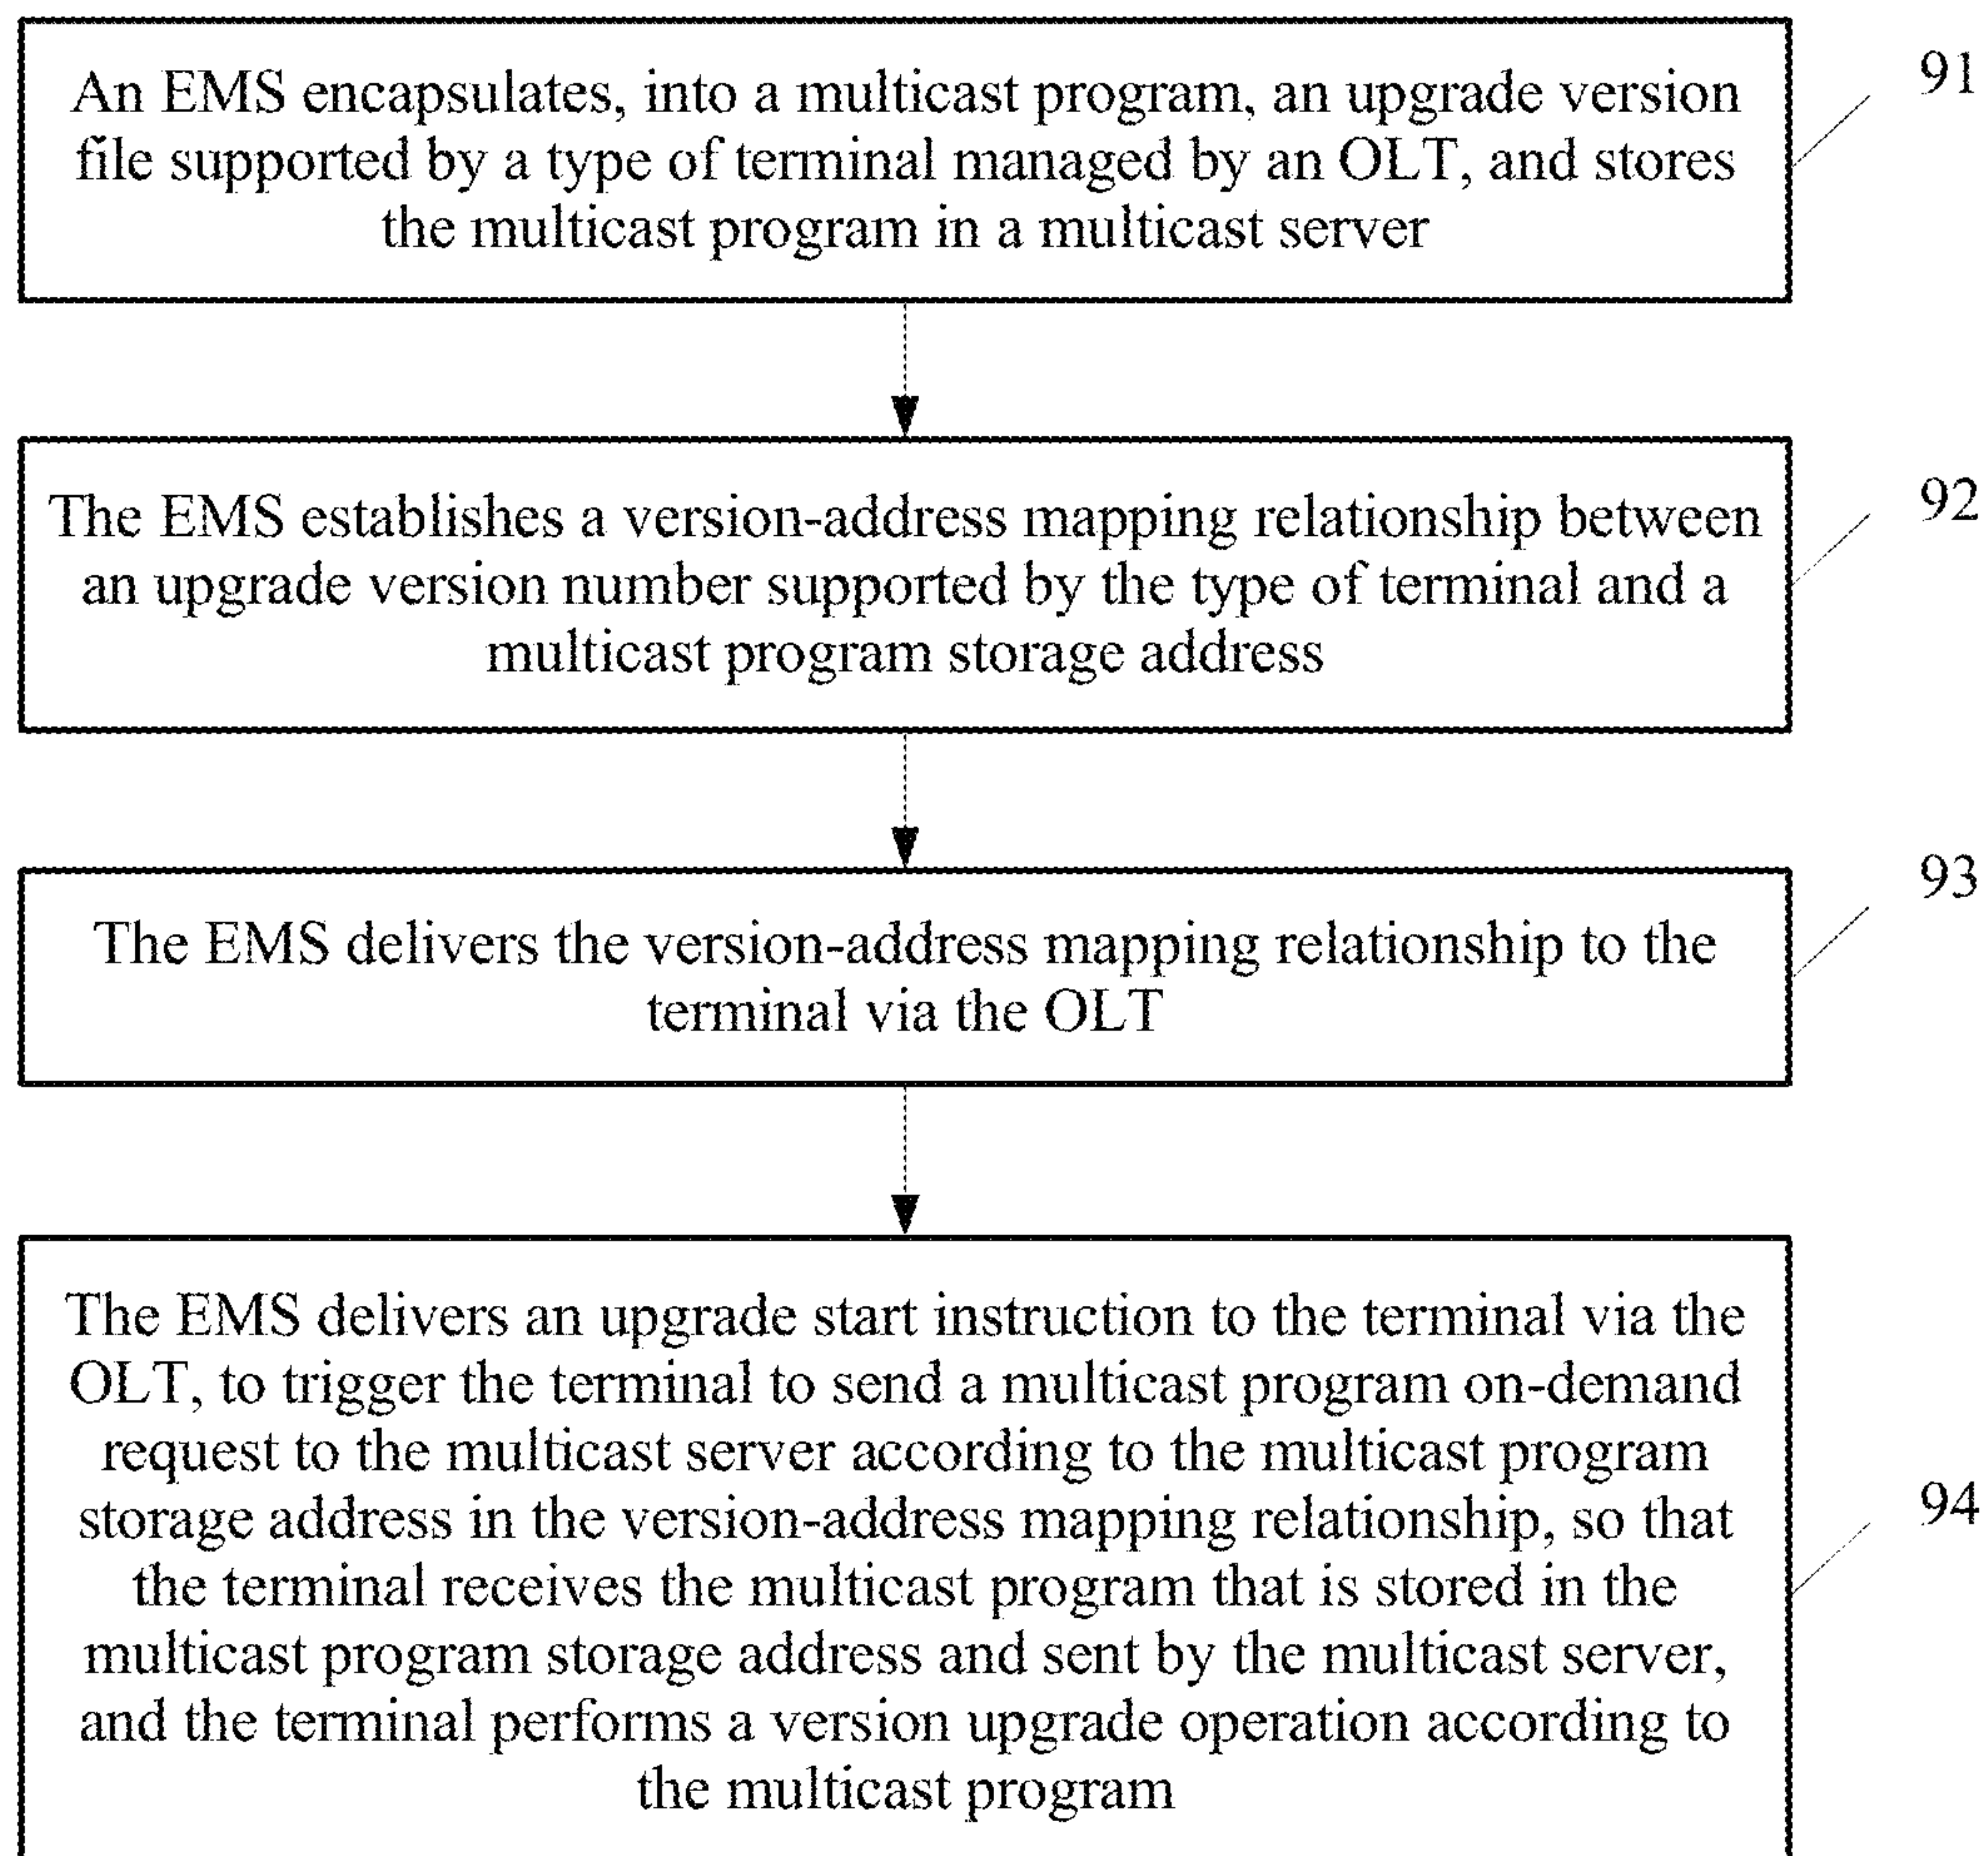 An EMS encapsulates, into a multicast program, an upgrade version
file supported by a type of terminal managed by an OLT, and stores
the multicast program in a multicast server
91
The EMS establishes a version-address mapping relationship between
an upgrade version number supported by the type of terminal and a
multicast program storage address
92
The EMS delivers the version-address mapping relationship to the
terminal via the OLT
93
The EMS delivers an upgrade start instruction to the terminal via the
OLT, to trigger the terminal to send a multicast program on-demand
request to the multicast server according to the multicast program
storage address in the version-address mapping relationship, so that
the terminal receives the multicast program that is stored in the
multicast program storage address and sent by the multicast server,
and the terminal performs a version upgrade operation according to
the multicast program
94